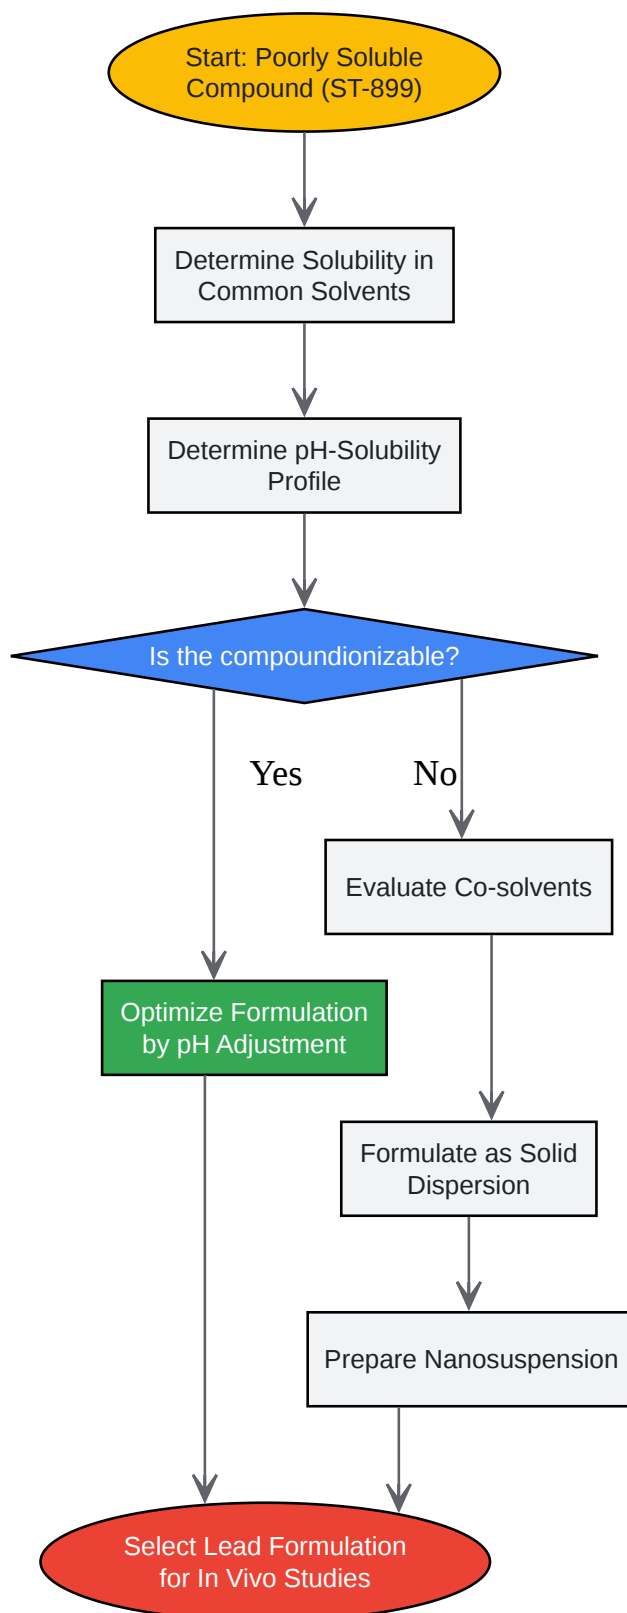 Start: Poorly Soluble
Compound (ST-899)
Determine Solubility in
Common Solvents
Determine pH-Solubility
Profile
Is the compoundionizable?
Yes
No
Evaluate Co-solvents
Optimize Formulation
by pH Adjustment
Formulate as Solid
Dispersion
Prepare Nanosuspension
Select Lead Formulation
for In Vivo Studies